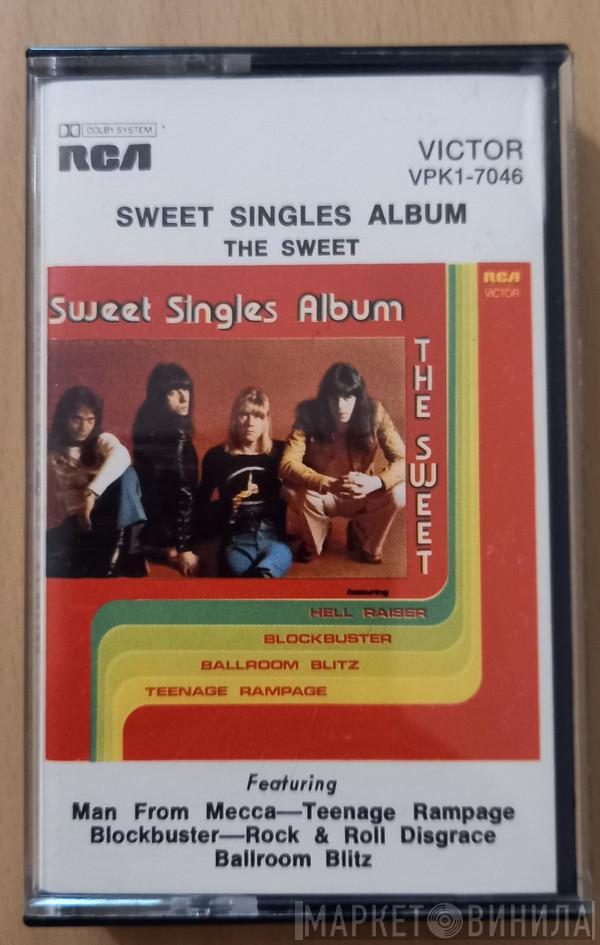 DOLBY SYSTEM
RCA
VICTOR
VPK1-7046
SWEET SINGLES ALBUM
THE SWEET
Sweet Singles Album
RCA
VICTOR
THE SWEET
featuring
HELL RAISER
BLOCKBUSTER
BALLROOM BLITZ
TEENAGE RAMPAGE
Featuring
Man From Mecca—Teenage Rampage
Blockbuster—Rock & Roll Disgrace
Ballroom Blitz
МАРКЕТ ВИНИЛА